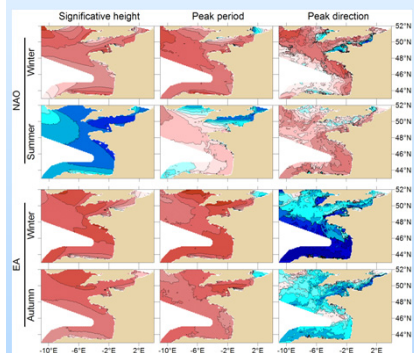 Significative height Peak period Peak direction
NAO
Winter
52°N
50°N
48°N
46°N
44°N
Summer
52°N
50°N
48°N
46°N
44°N
EA
Winter
52°N
50°N
48°N
46°N
44°N
Autumn
52°N
50°N
48°N
46°N
44°N
-10°E -6°E -2°E 2°E -10°E -6°E -2°E 2°E -10°E -6°E -2°E 2°E